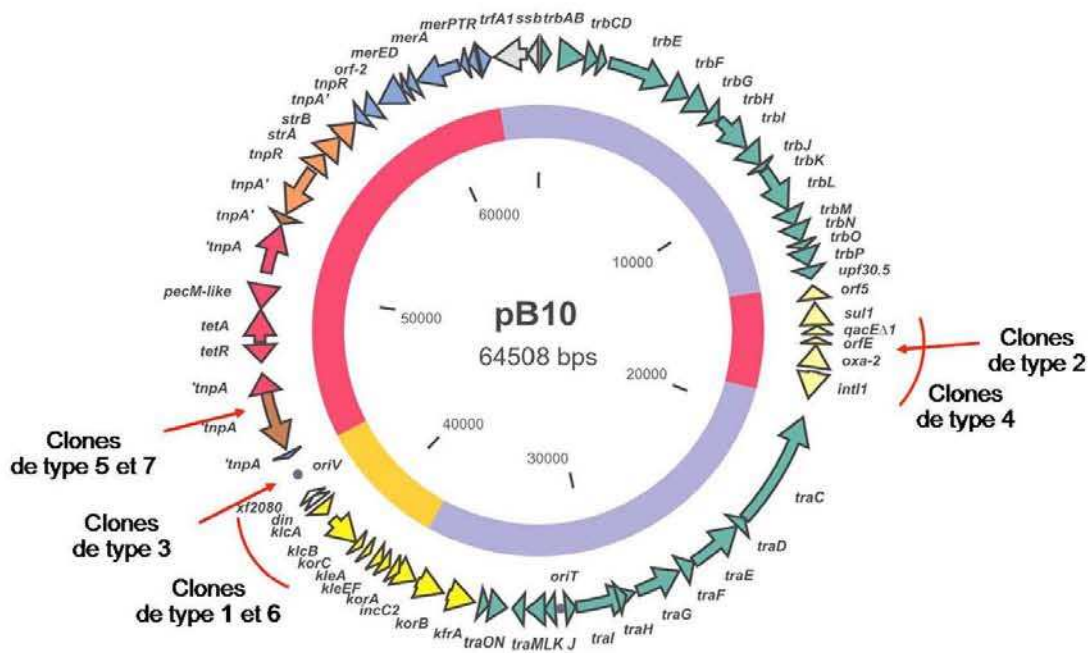 pB10
64508 bps
10000
20000
30000
40000
50000
60000
trfA1
ssb
trbAB
trbCD
trbE
trbF
trbG
trbH
trbI
trbJ
trbK
trbL
trbM
trbN
trbO
trbP
upf30.5
orf5
sul1
qacEΔ1
orfE
oxa-2
intI1
Clones
de type 2
Clones
de type 4
traC
traD
traE
traF
traG
traH
traI
oriT
traMLK J
traON
kfrA
korB
incC2
korA
kleEF
kleA
korC
klcB
klcA
din
xf2080
oriV
Clones
de type 1 et 6
Clones
de type 3
'tnpA
'tnpA
Clones
de type 5 et 7
'tnpA
tetR
tetA
pecM-like
'tnpA
tnpA'
tnpA'
tnpR
strA
strB
tnpA'
tnpR
orf-2
merED
merA
merPTR